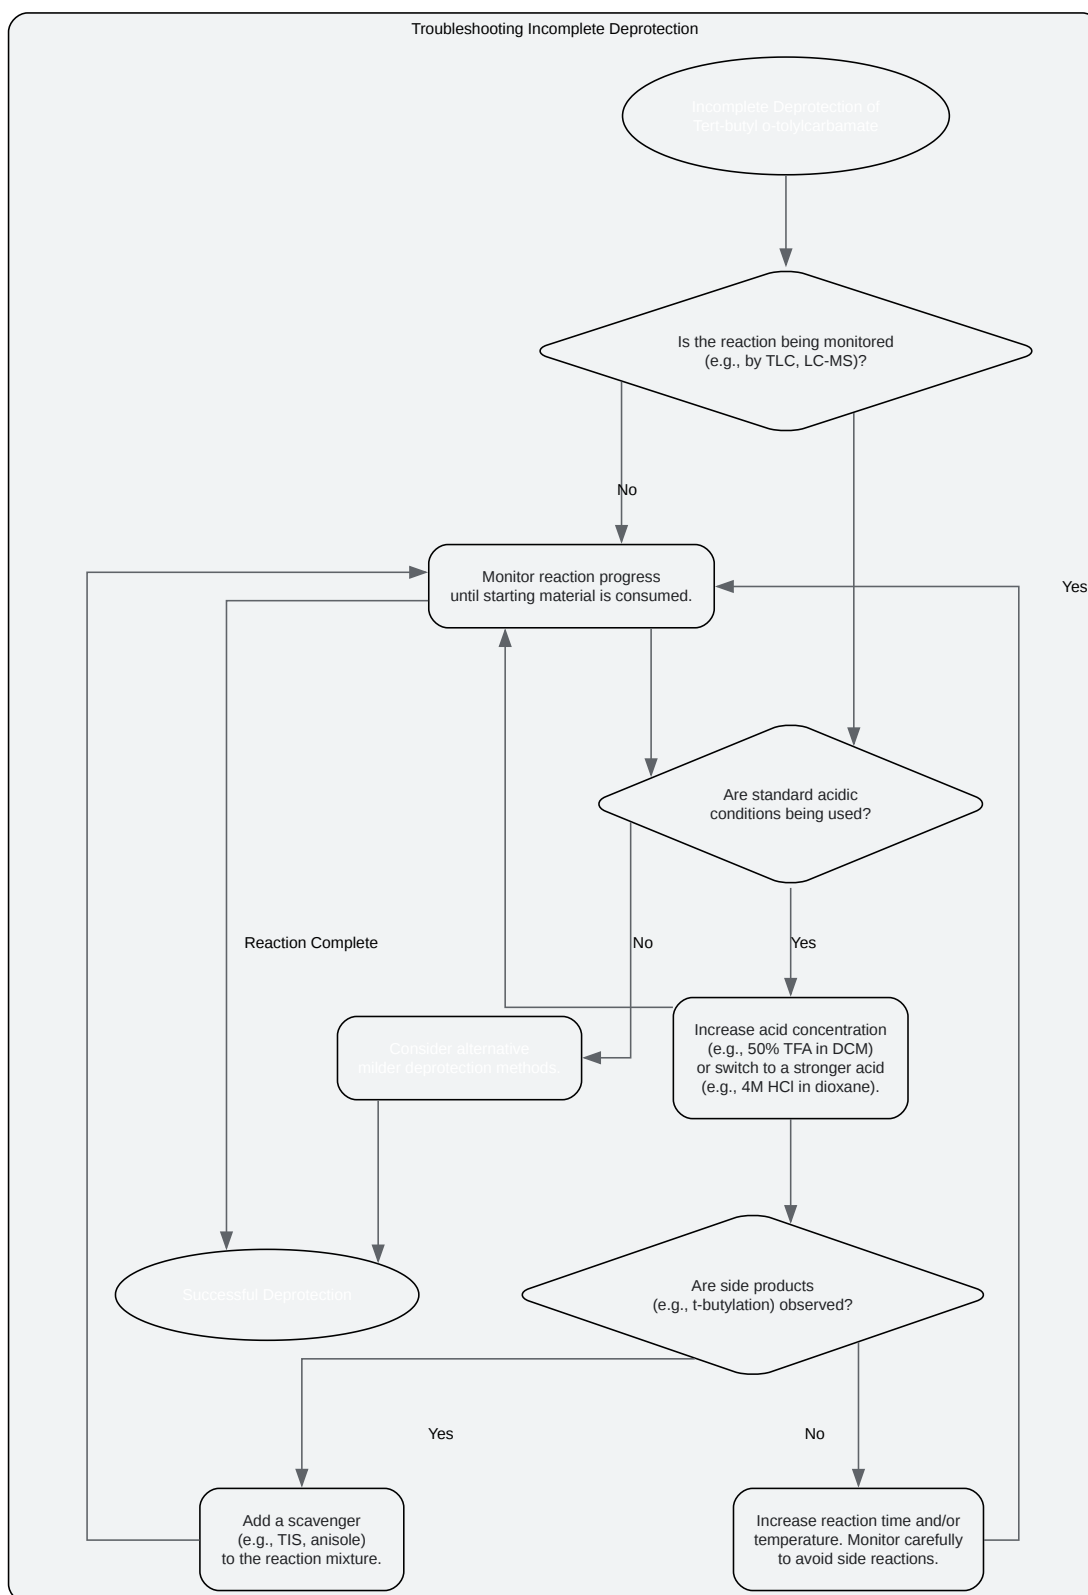 Troubleshooting Incomplete Deprotection
Incomplete Deprotection of
Tert-butyl o-tolylcarbamate
Is the reaction being monitored
(e.g., by TLC, LC-MS)?
No
Monitor reaction progress
until starting material is consumed.
Yes
Are standard acidic
conditions being used?
Reaction Complete
No
Yes
Increase acid concentration
(e.g., 50% TFA in DCM)
or switch to a stronger acid
(e.g., 4M HCl in dioxane).
Consider alternative
milder deprotection methods.
Successful Deprotection
Are side products
(e.g., t-butylation) observed?
Yes
No
Add a scavenger
(e.g., TIS, anisole)
to the reaction mixture.
Increase reaction time and/or
temperature. Monitor carefully
to avoid side reactions.